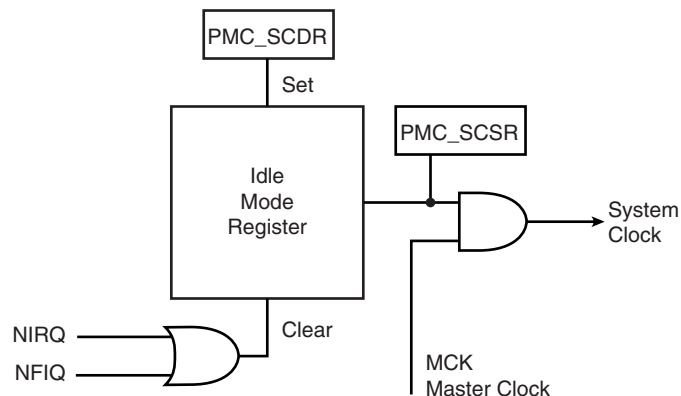 PMC_SCDR
Set
PMC_SCSR
Idle
Mode
Register
System
Clock
Clear
NIRQ
NFIQ
MCK
Master Clock